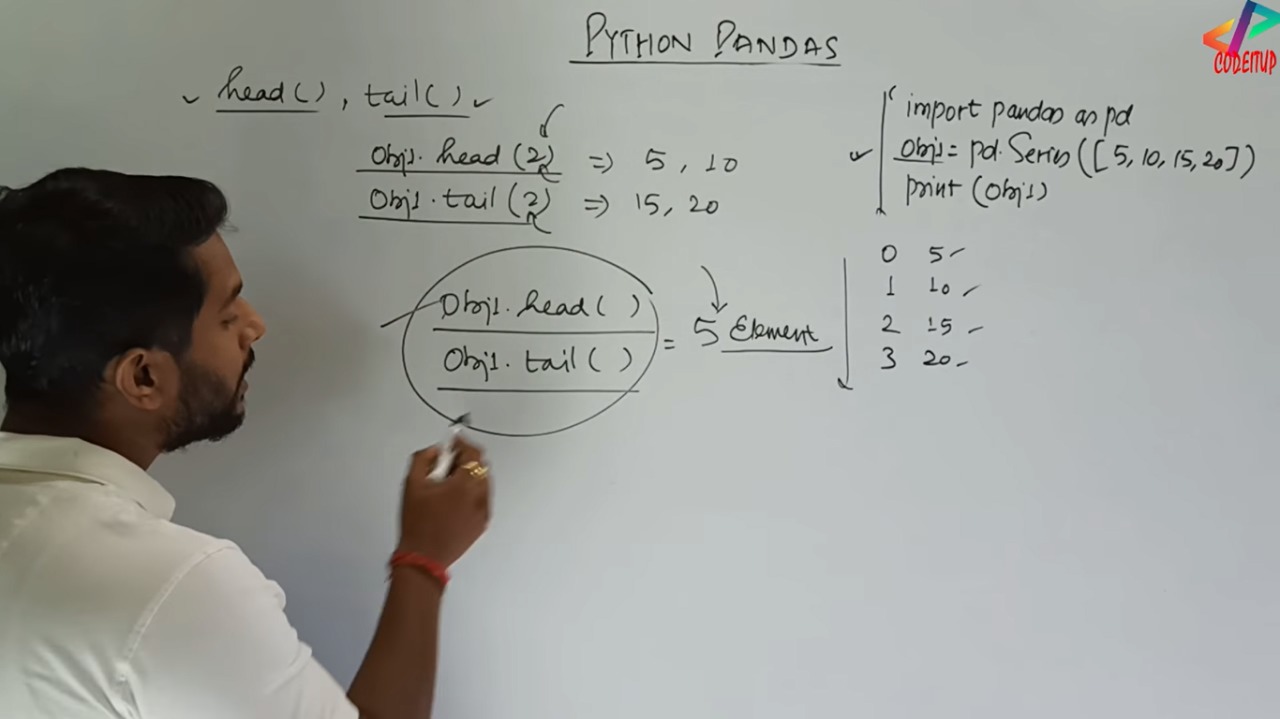 PYTHON PANDAS
CODEITUP
head( ), tail( )
Obj1. head (2) => 5, 10
Obj1. tail (2) => 15, 20
import pandas as pd
Obj1 = pd. Series ([5, 10, 15, 20])
print (Obj1)
Obj1. head ( )
Obj1. tail ( )
= 5 Element
0 5
1 10
2 15
3 20